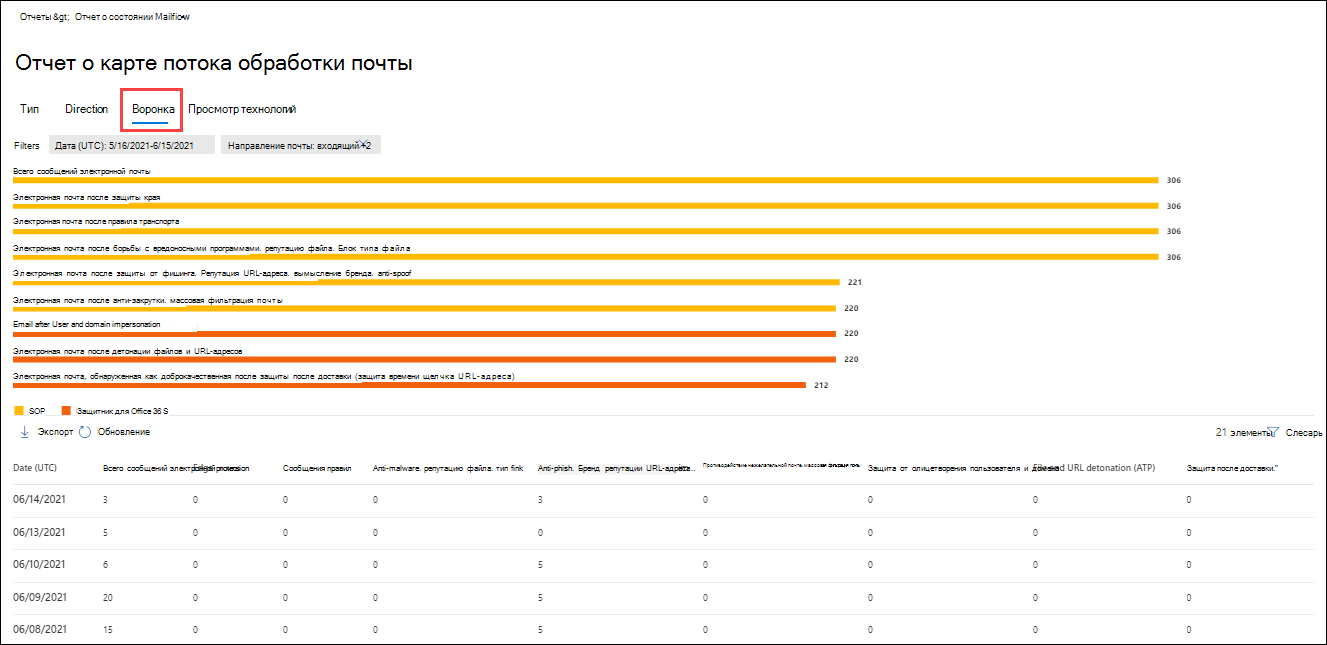 Отчеты &gt; Отчет о состоянии Mailflow
Отчет о карте потока обработки почты
Тип Direction Воронка Просмотр технологий
Filters Дата (UTC): 5/16/2021-6/15/2021 Направление почты: входящий +2
Всего сообщений электронной почты
306
Электронная почта после защиты края
306
Электронная почта после правила транспорта
306
Электронная почта после борьбы с вредоносными программами. репутацию файла. Блок типа файла
306
Электронная почта после защиты от фишинга. Репутация URL-адреса. вымысление бренда. anti-spoof
221
Электронная почта после анти-закрутки. массовая фильтрация почты
220
Email after User and domain impersonation
220
Электронная почта после детонации файлов и URL-адресов
220
Электронная почта, обнаруженная как доброкачественная после защиты после доставки (защита времени щелчка URL-адреса)
212
SOP Защитник для Office 36 S
Экспорт Обновление 21 элементы Слесарь
Date (UTC) Всего сообщений электронной почты Сообщения правил Anti-malware. репутацию файла. тип fink Anti-phish. Бренд репутации URL-адреса... Противодействие нежелательной почте. массовая фильтрация почты Защита от олицетворения пользователя и домена File and URL detonation (ATP) Защита после доставки."
06/14/2021 3 0 0 0 3 0 0 0 0
06/13/2021 5 0 0 0 0 0 0 0 0
06/10/2021 6 0 0 0 5 0 0 0 0
06/09/2021 20 0 0 0 5 0 0 0 0
06/08/2021 15 0 0 0 5 0 0 0 0